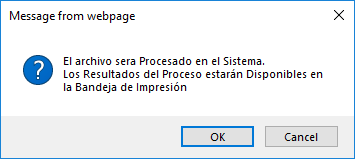 Message from webpage
El archivo sera Procesado en el Sistema.
Los Resultados del Proceso estarán Disponibles en
la Bandeja de Impresión
OK
Cancel